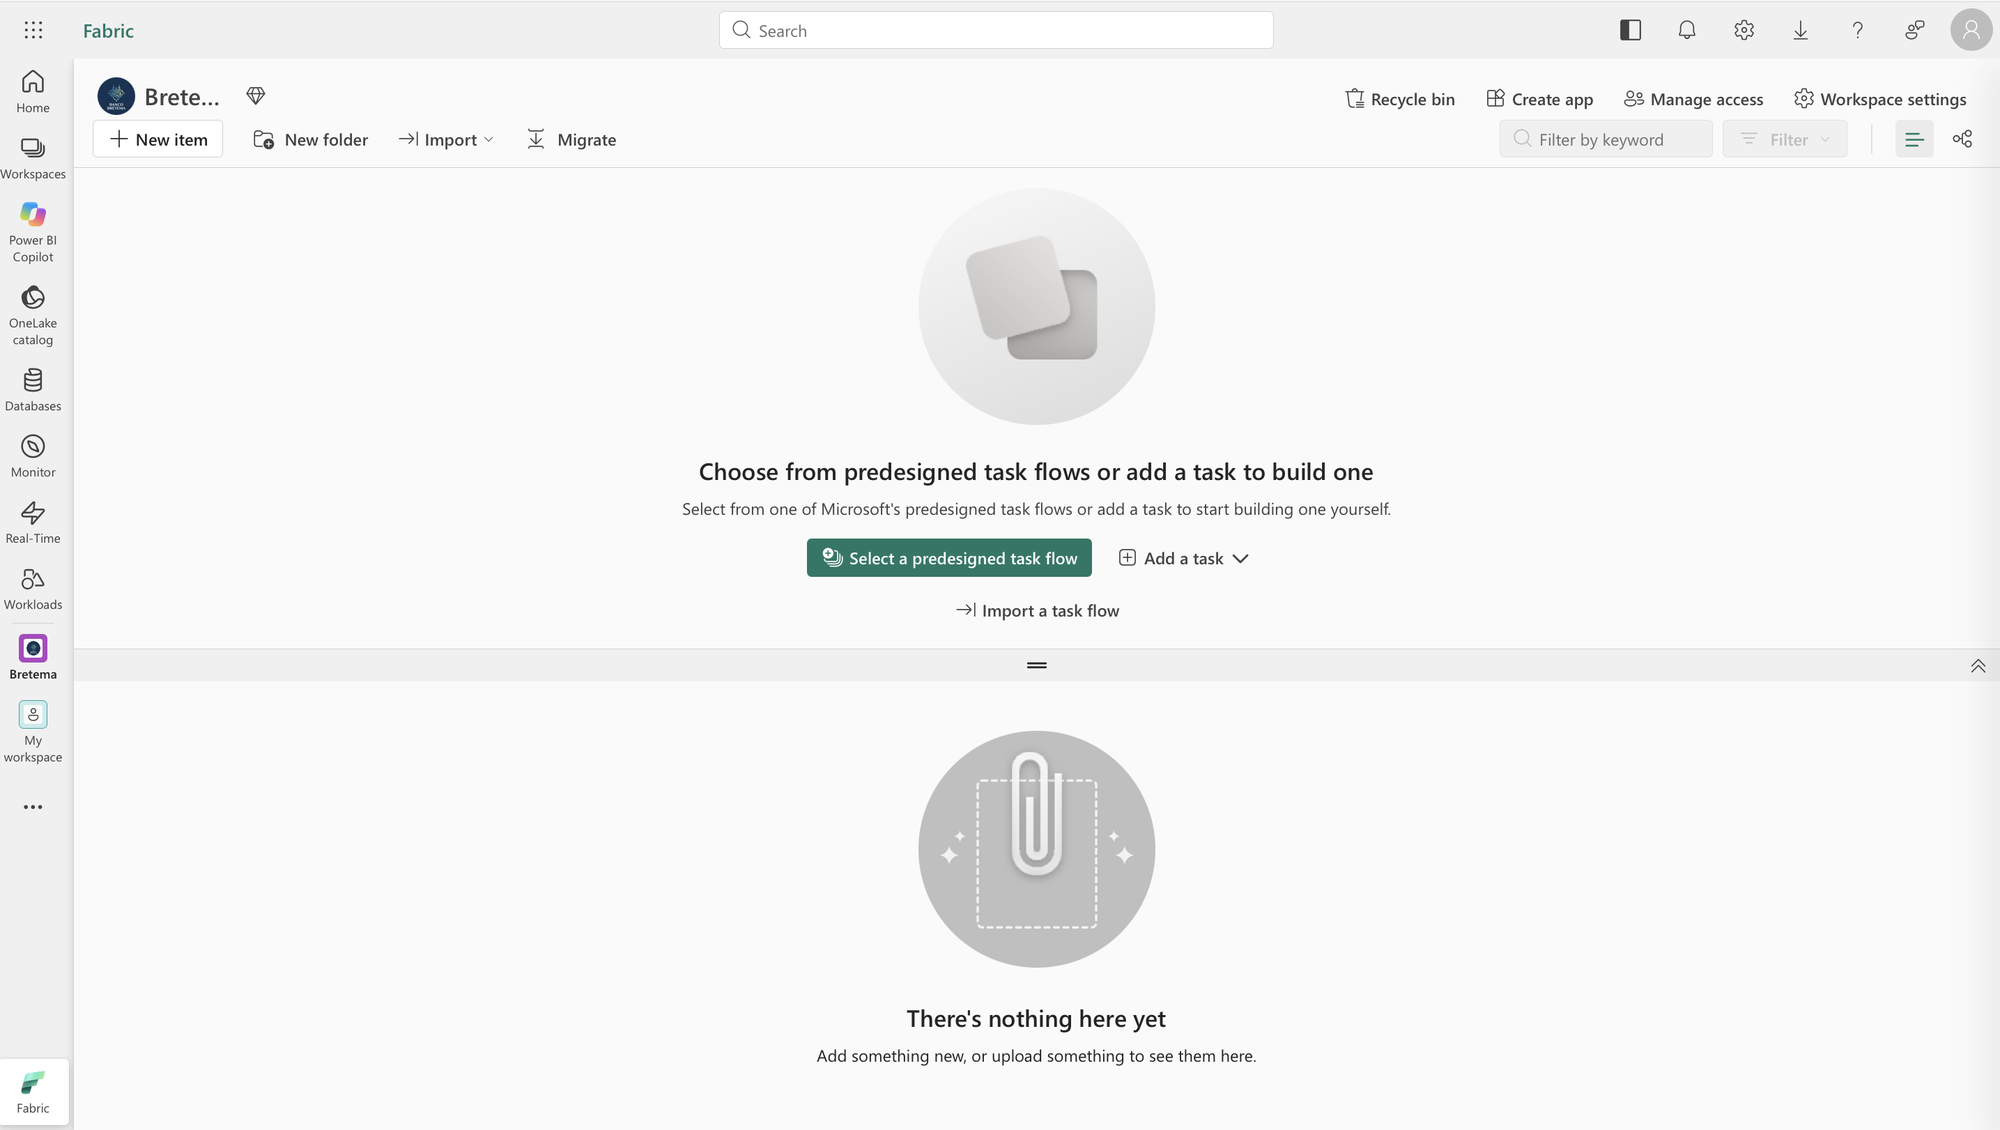 Fabric
Search
Home
Workspaces
Power BI
Copilot
OneLake
catalog
Databases
Monitor
Real-Time
Workloads
Bretema
My
workspace
Fabric
BANCO
BRETEMA
Brete...
Recycle bin
Create app
Manage access
Workspace settings
New item
New folder
Import
Migrate
Filter by keyword
Filter
Choose from predesigned task flows or add a task to build one
Select from one of Microsoft's predesigned task flows or add a task to start building one yourself.
Select a predesigned task flow
Add a task
Import a task flow
There's nothing here yet
Add something new, or upload something to see them here.